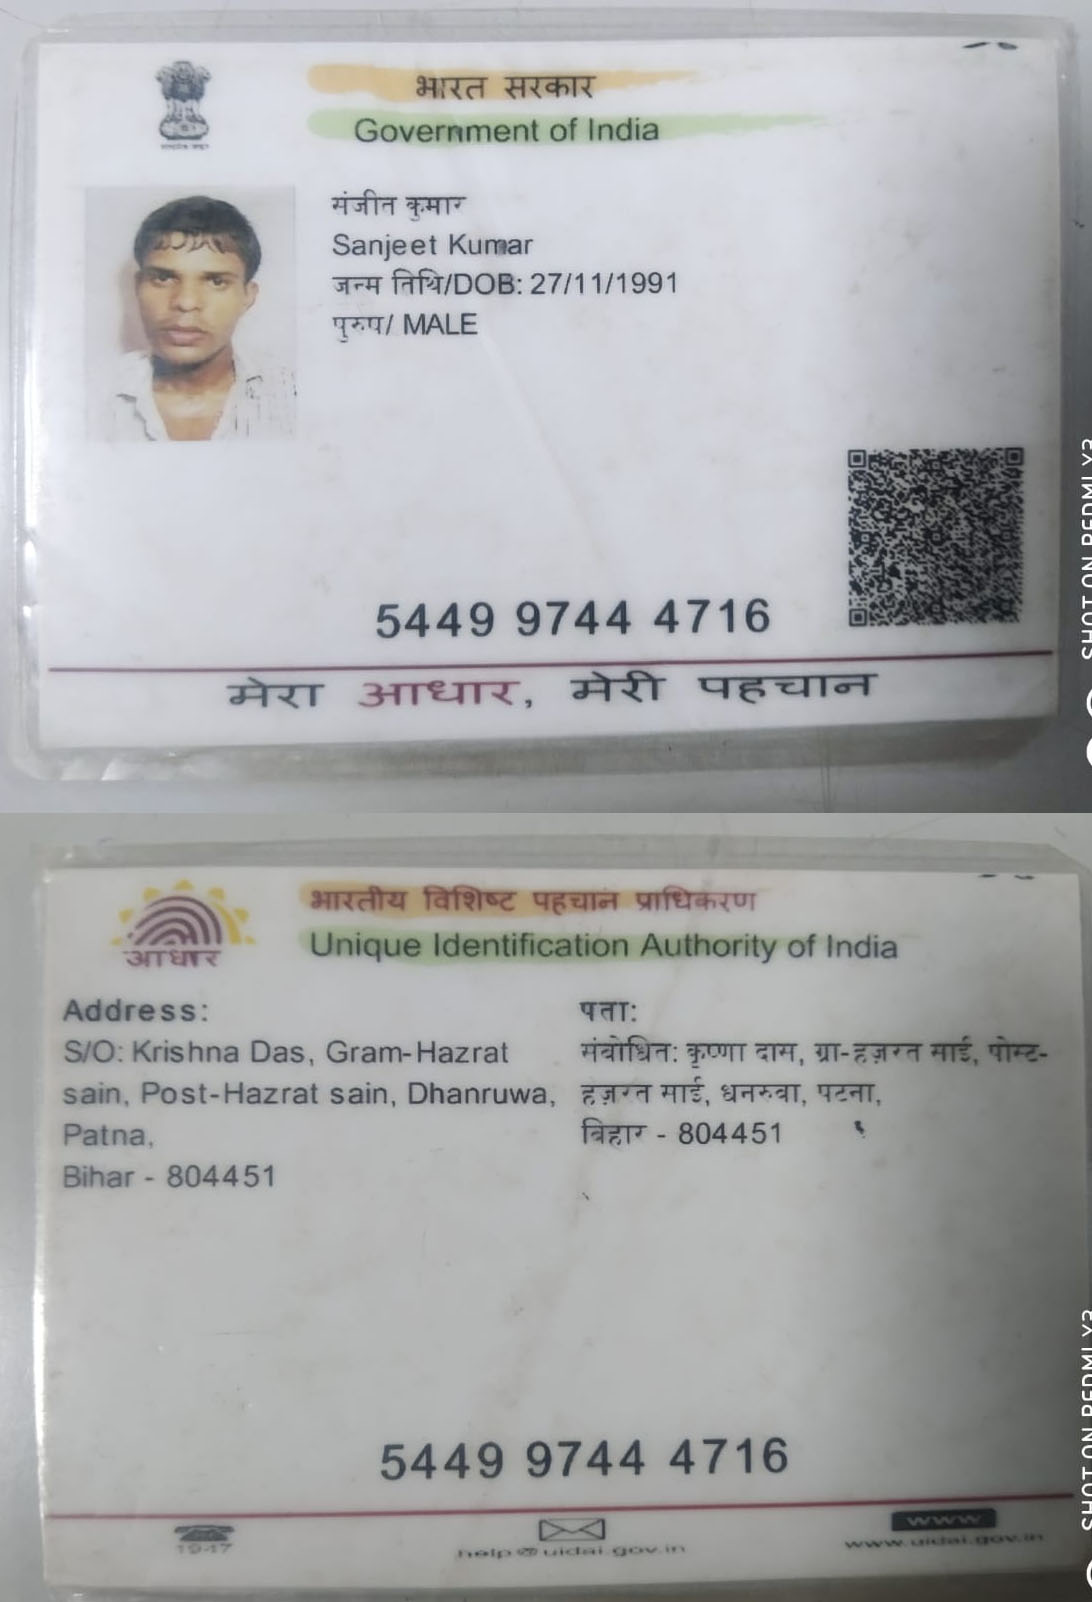 भारत सरकार
Government of India
संजीत कुमार
Sanjeet Kumar
जन्म तिथि/DOB: 27/11/1991
पुरुष/ MALE
5449 9744 4716
मेरा आधार, मेरी पहचान
SHOT ON REDMI Y3
भारतीय विशिष्ट पहचान प्राधिकरण
Unique Identification Authority of India
आधार
Address:
S/O: Krishna Das, Gram-Hazrat
sain, Post-Hazrat sain, Dhanruwa,
Patna,
Bihar - 804451
पता:
संबोधित: कृष्णा दास, ग्रा-हज़रत साई, पोस्ट-
हज़रत साई, धनरुवा, पटना,
बिहार - 804451
5449 9744 4716
1947
help@uidai.gov.in
www
www.uidai.gov.in
SHOT ON REDMI Y3